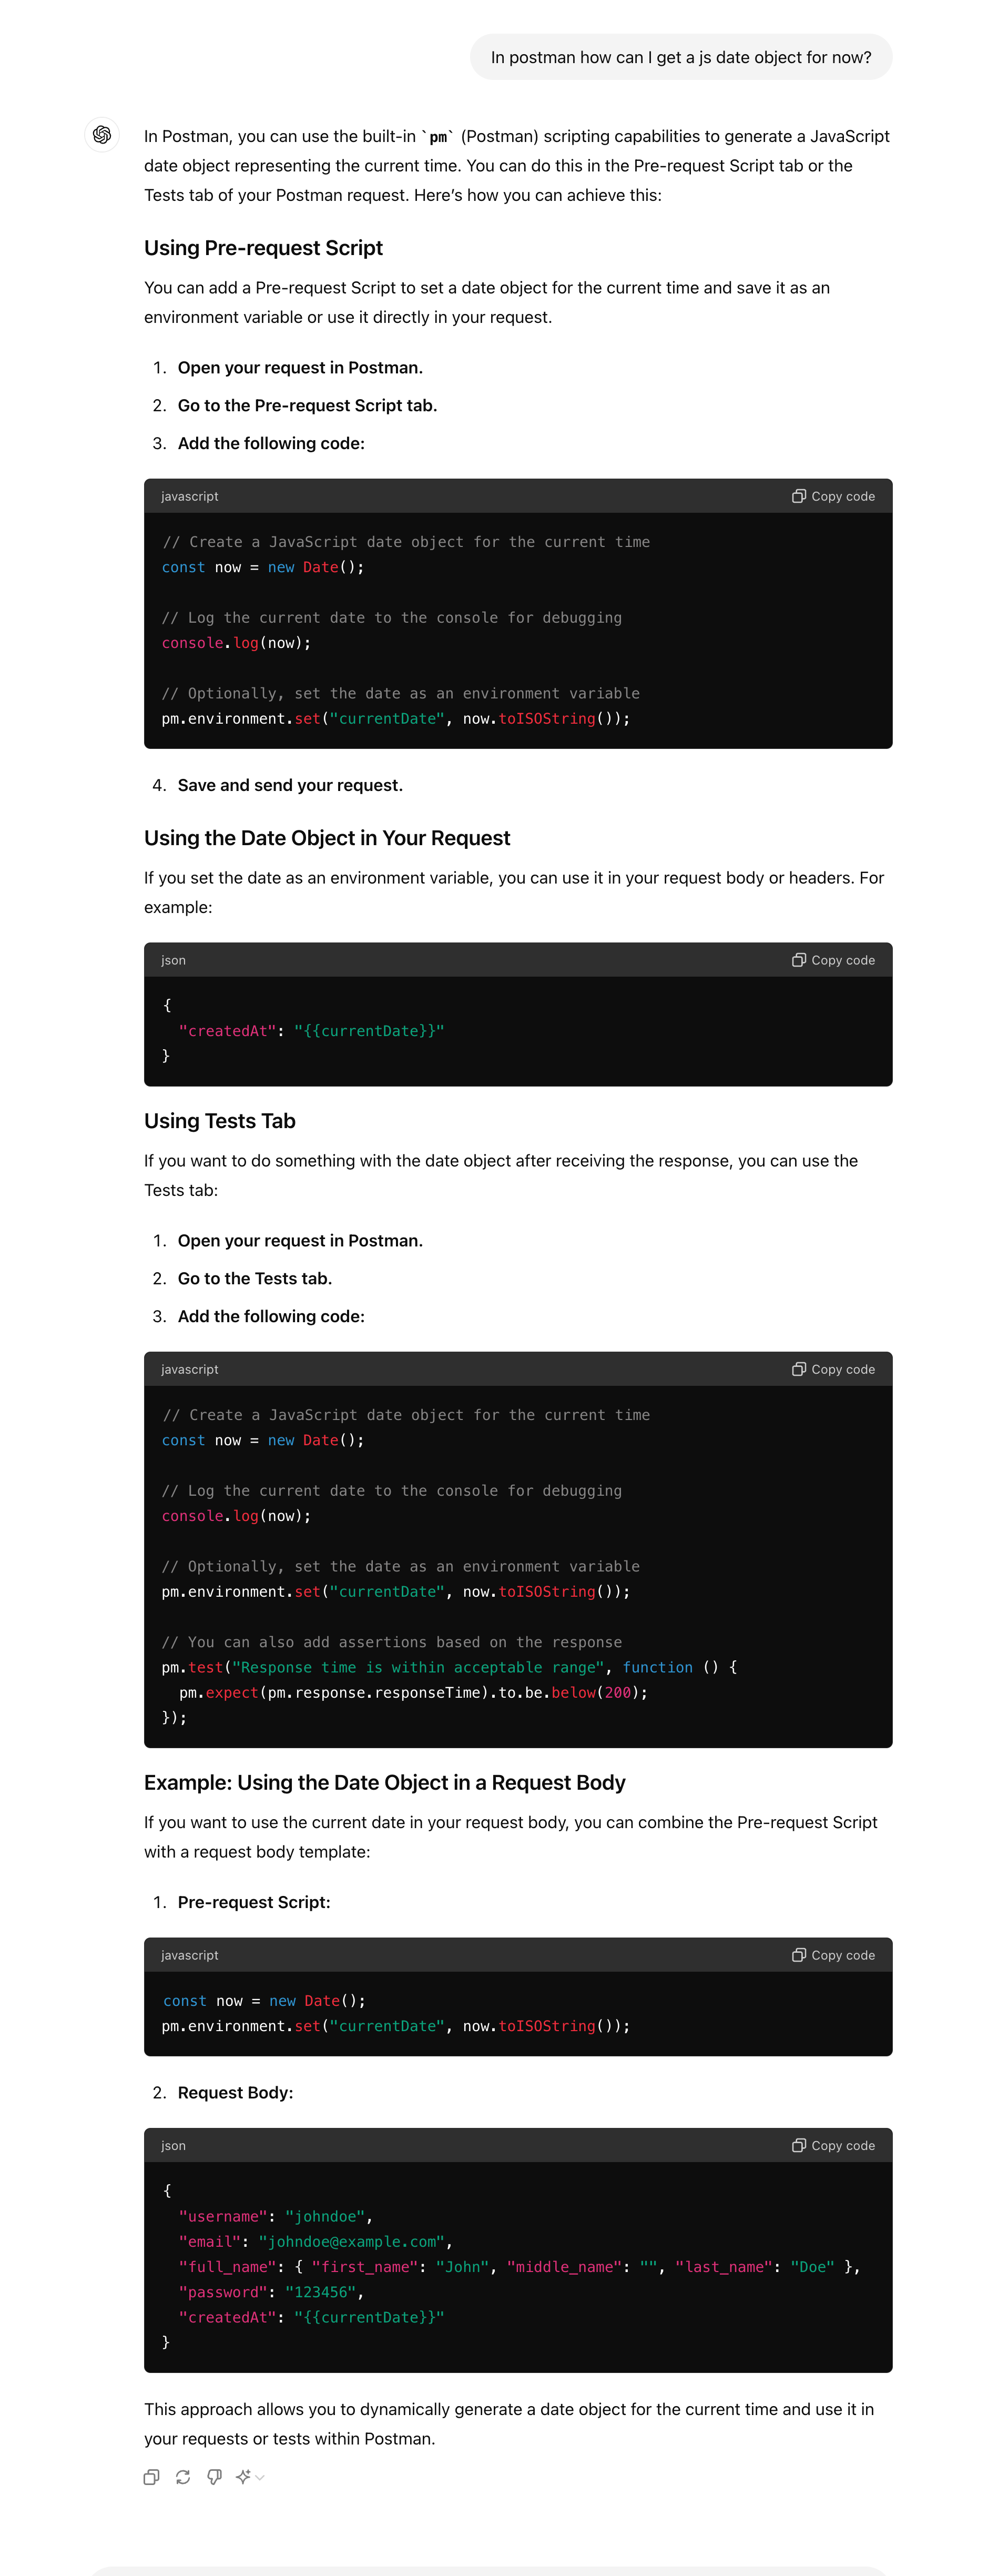 In postman how can I get a js date object for now?
In Postman, you can use the built-in `pm` (Postman) scripting capabilities to generate a JavaScript
date object representing the current time. You can do this in the Pre-request Script tab or the
Tests tab of your Postman request. Here’s how you can achieve this:
Using Pre-request Script
You can add a Pre-request Script to set a date object for the current time and save it as an
environment variable or use it directly in your request.
1. Open your request in Postman.
2. Go to the Pre-request Script tab.
3. Add the following code:
javascript Copy code
// Create a JavaScript date object for the current time
const now = new Date();
// Log the current date to the console for debugging
console.log(now);
// Optionally, set the date as an environment variable
pm.environment.set("currentDate", now.toISOString());
4. Save and send your request.
Using the Date Object in Your Request
If you set the date as an environment variable, you can use it in your request body or headers. For
example:
json Copy code
{
  "createdAt": "{{currentDate}}"
}
Using Tests Tab
If you want to do something with the date object after receiving the response, you can use the
Tests tab:
1. Open your request in Postman.
2. Go to the Tests tab.
3. Add the following code:
javascript Copy code
// Create a JavaScript date object for the current time
const now = new Date();
// Log the current date to the console for debugging
console.log(now);
// Optionally, set the date as an environment variable
pm.environment.set("currentDate", now.toISOString());
// You can also add assertions based on the response
pm.test("Response time is within acceptable range", function () {
  pm.expect(pm.response.responseTime).to.be.below(200);
});
Example: Using the Date Object in a Request Body
If you want to use the current date in your request body, you can combine the Pre-request Script
with a request body template:
1. Pre-request Script:
javascript Copy code
const now = new Date();
pm.environment.set("currentDate", now.toISOString());
2. Request Body:
json Copy code
{
  "username": "johndoe",
  "email": "johndoe@example.com",
  "full_name": { "first_name": "John", "middle_name": "", "last_name": "Doe" },
  "password": "123456",
  "createdAt": "{{currentDate}}"
}
This approach allows you to dynamically generate a date object for the current time and use it in
your requests or tests within Postman.